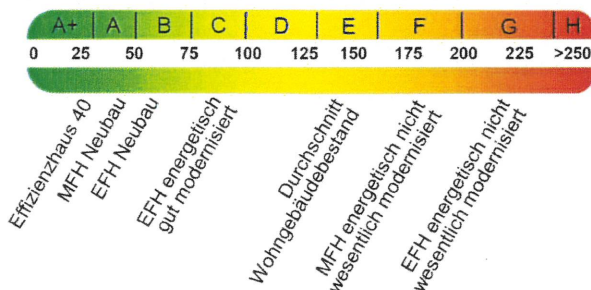 A+ A B C D E F G H
0 25 50 75 100 125 150 175 200 225 >250
Effizienzhaus 40
MFH Neubau
EFH Neubau
EFH energetisch
gut modernisiert
Durchschnitt
Wohngebäudebestand
MFH energetisch nicht
wesentlich modernisiert
EFH energetisch nicht
wesentlich modernisiert